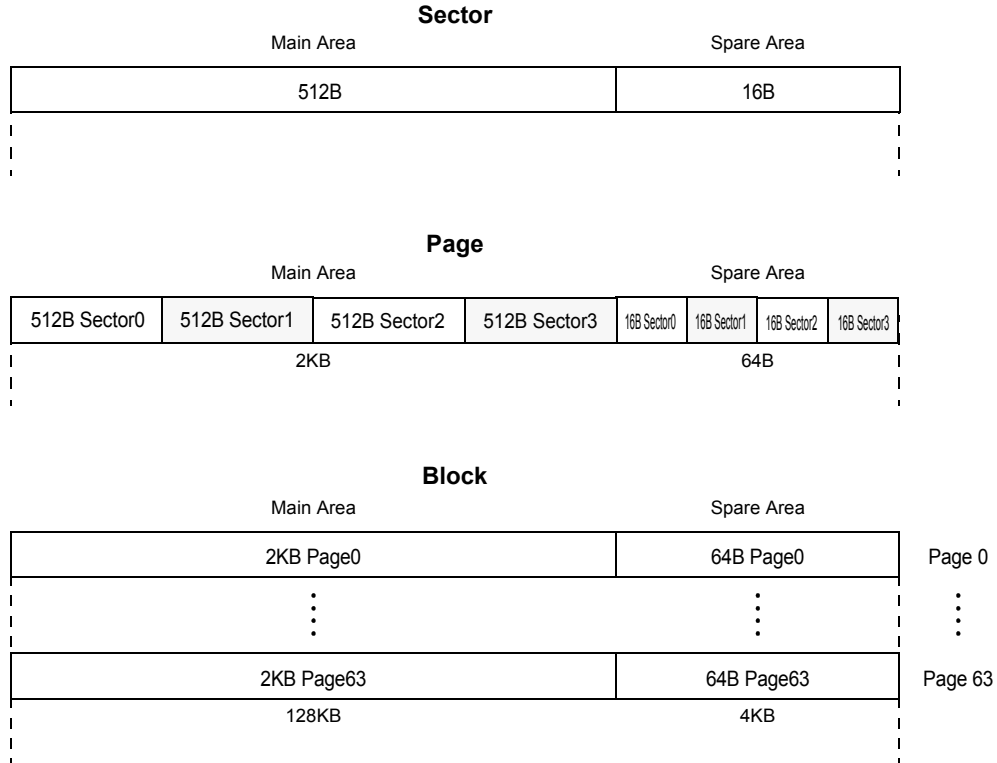 Sector
Main Area Spare Area
512B 16B
Page
Main Area Spare Area
512B Sector0 512B Sector1 512B Sector2 512B Sector3 16B Sector0 16B Sector1 16B Sector2 16B Sector3
2KB 64B
Block
Main Area Spare Area
2KB Page0 64B Page0 Page 0
2KB Page63 64B Page63 Page 63
128KB 4KB